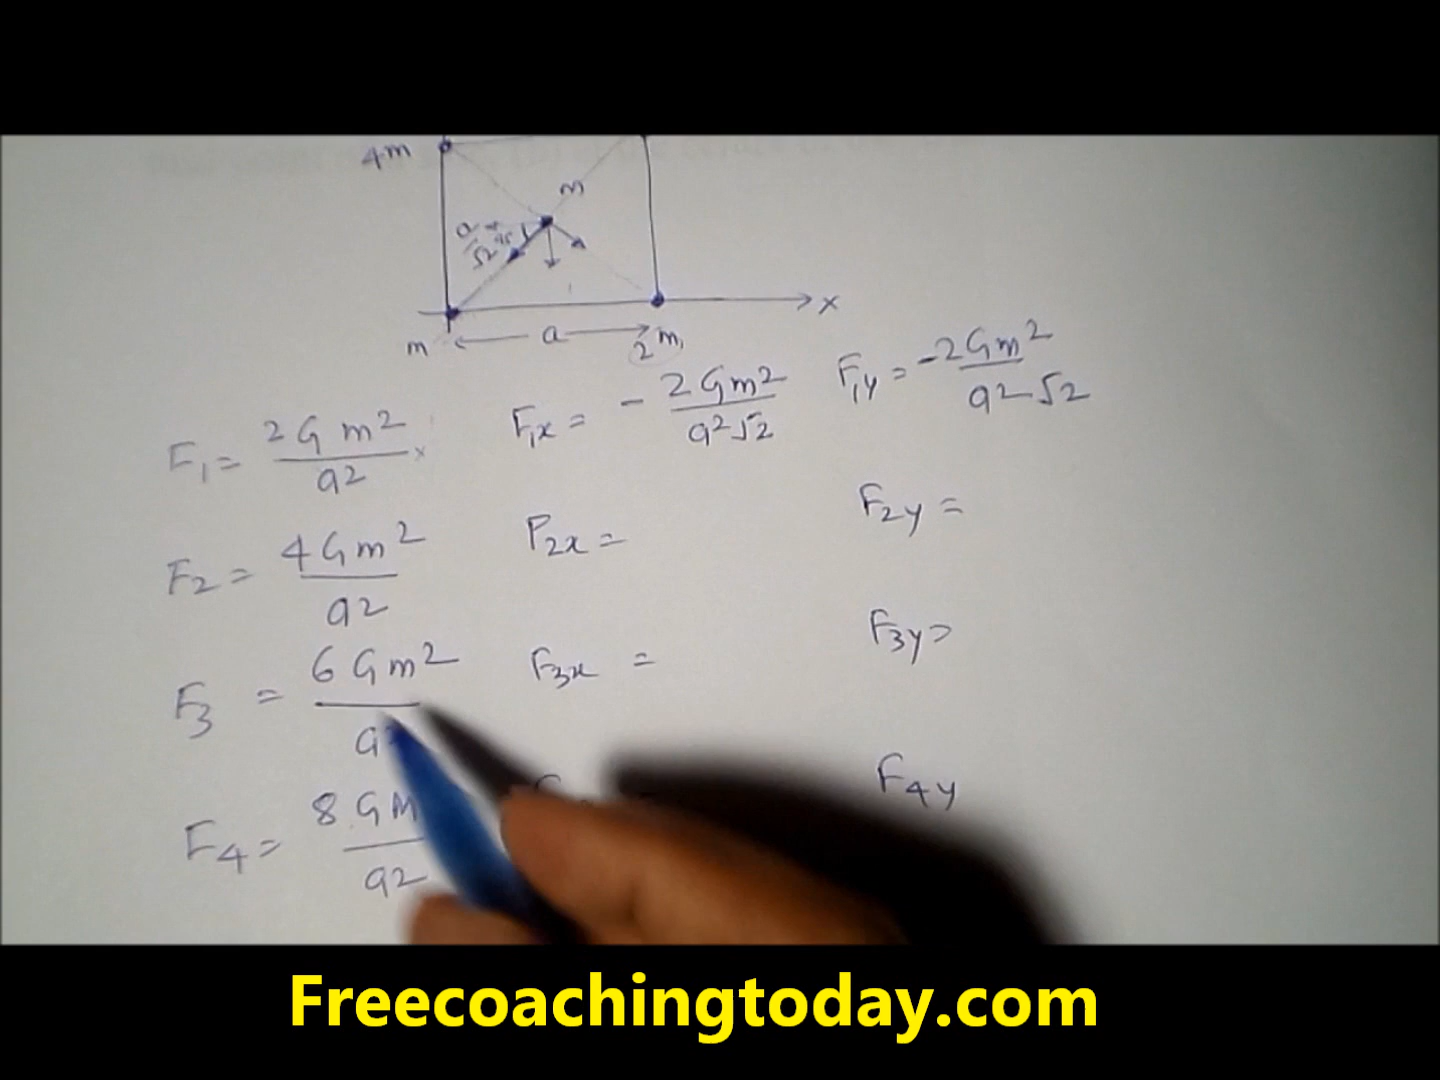 4m
m
a/√2 45
x
m
a
2m
F₁ = 2Gm²/a² x F₁x = - 2Gm²/a²√2 F₁y = -2Gm²/a²√2
F₂ = 4Gm²/a² F₂x = F₂y =
F₃ = 6Gm²/a F₃x = F₃y =
F₄ = 8GM/a² F₄y
Freecoachingtoday.com